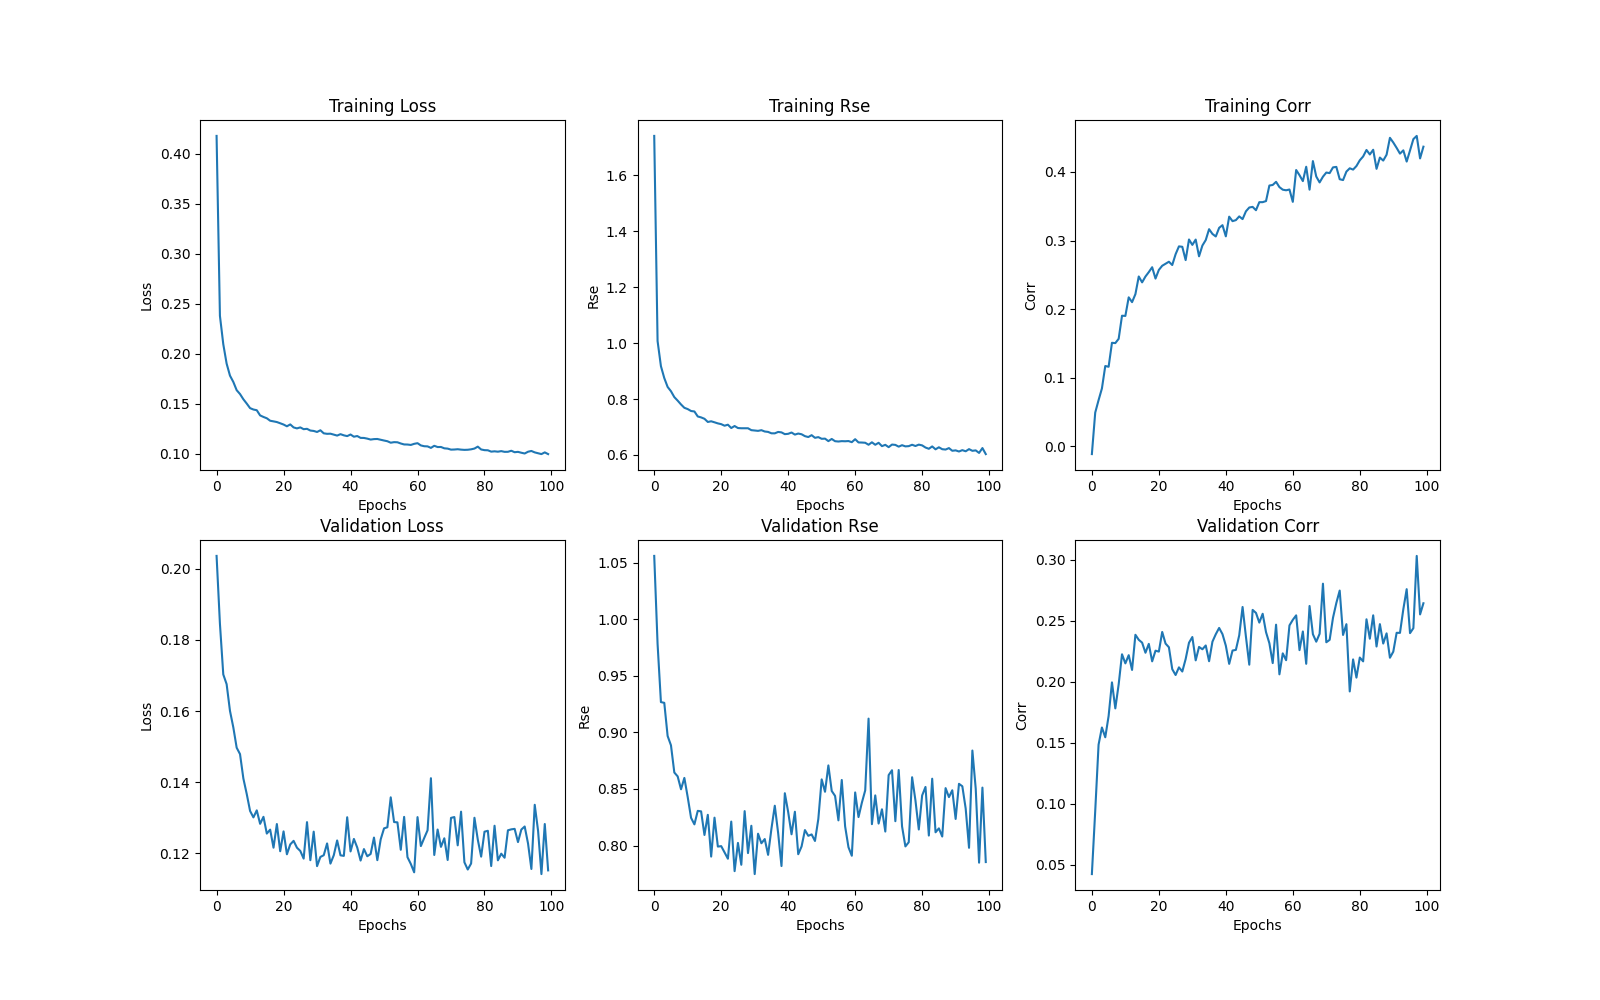 Training Loss
Training Rse
Training Corr
0.40
0.35
0.30
0.25
0.20
0.15
0.10
Loss
0 20 40 60 80 100
Epochs
1.6
1.4
1.2
1.0
0.8
0.6
Rse
0 20 40 60 80 100
Epochs
0.4
0.3
0.2
0.1
0.0
Corr
0 20 40 60 80 100
Epochs
Validation Loss
Validation Rse
Validation Corr
0.20
0.18
0.16
0.14
0.12
Loss
0 20 40 60 80 100
Epochs
1.05
1.00
0.95
0.90
0.85
0.80
Rse
0 20 40 60 80 100
Epochs
0.30
0.25
0.20
0.15
0.10
0.05
Corr
0 20 40 60 80 100
Epochs